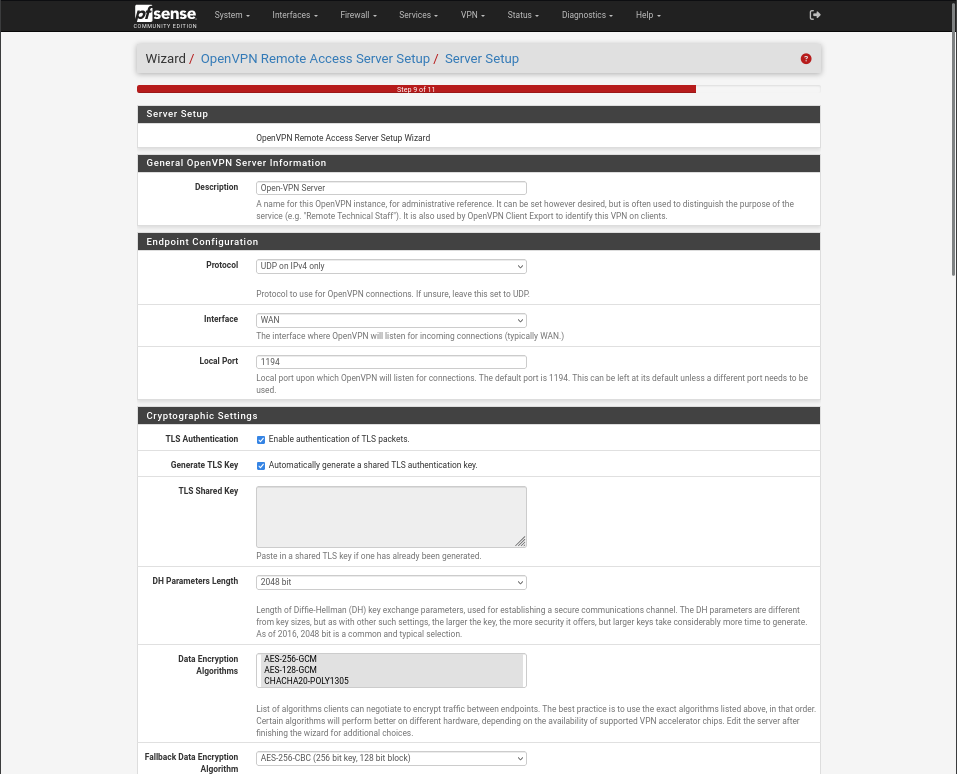 pfsense
COMMUNITY EDITION
System Interfaces Firewall Services VPN Status Diagnostics Help
Wizard / OpenVPN Remote Access Server Setup / Server Setup
?
Step 9 of 11
Server Setup
OpenVPN Remote Access Server Setup Wizard
General OpenVPN Server Information
Description
Open-VPN Server
A name for this OpenVPN instance, for administrative reference. It can be set however desired, but is often used to distinguish the purpose of the
service (e.g. "Remote Technical Staff"). It is also used by OpenVPN Client Export to identify this VPN on clients.
Endpoint Configuration
Protocol
UDP on IPv4 only
Protocol to use for OpenVPN connections. If unsure, leave this set to UDP.
Interface
WAN
The interface where OpenVPN will listen for incoming connections (typically WAN.)
Local Port
1194
Local port upon which OpenVPN will listen for connections. The default port is 1194. This can be left at its default unless a different port needs to be
used.
Cryptographic Settings
TLS Authentication
Enable authentication of TLS packets.
Generate TLS Key
Automatically generate a shared TLS authentication key.
TLS Shared Key
Paste in a shared TLS key if one has already been generated.
DH Parameters Length
2048 bit
Length of Diffie-Hellman (DH) key exchange parameters, used for establishing a secure communications channel. The DH parameters are different
from key sizes, but as with other such settings, the larger the key, the more security it offers, but larger keys take considerably more time to generate.
As of 2016, 2048 bit is a common and typical selection.
Data Encryption
Algorithms
AES-256-GCM
AES-128-GCM
CHACHA20-POLY1305
List of algorithms clients can negotiate to encrypt traffic between endpoints. The best practice is to use the exact algorithms listed above, in that order.
Certain algorithms will perform better on different hardware, depending on the availability of supported VPN accelerator chips. Edit the server after
finishing the wizard for additional choices.
Fallback Data Encryption
Algorithm
AES-256-CBC (256 bit key, 128 bit block)